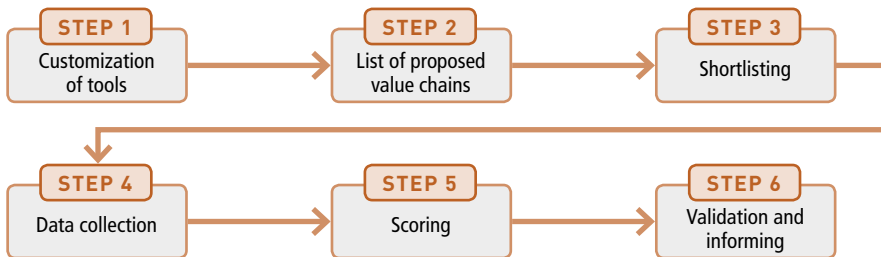 STEP 1
Customization
of tools
STEP 2
List of proposed
value chains
STEP 3
Shortlisting
STEP 4
Data collection
STEP 5
Scoring
STEP 6
Validation and
informing